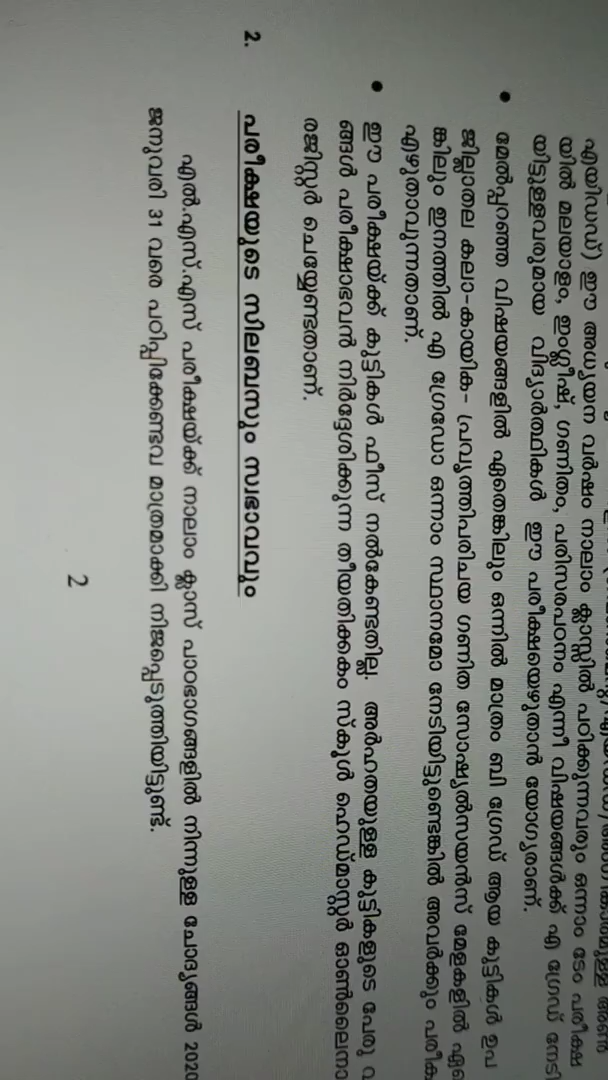 എയിഡഡ്) ഈ അധ്യയന വർഷം നാലാം ക്ലാസ്സിൽ പഠിക്കുന്നവരും ഒന്നാം ടേം പരീക്ഷ
യിൽ മലയാളം, ഇംഗ്ലീഷ്, ഗണിതം, പരിസരപഠനം എന്നീ വിഷയങ്ങൾക്ക് എ ഗ്രേഡ് നേടി
യിട്ടുള്ളവരുമായ വിദ്യാർത്ഥികൾ ഈ പരീക്ഷയെഴുതാൻ യോഗ്യരാണ്.
• മേൽപ്പറഞ്ഞ വിഷയങ്ങളിൽ ഏതെങ്കിലും ഒന്നിൽ മാത്രം ബി ഗ്രേഡ് ആയ കുട്ടികൾ ഉപ
ജില്ലാതല കലാ-കായിക- പ്രവൃത്തിപരിചയ ഗണിത സോഷ്യൽസയൻസ് മേളകളിൽ ഏതെ
ങ്കിലും ഇനത്തിൽ എ ഗ്രേഡോ ഒന്നാം സ്ഥാനമോ നേടിയിട്ടുണ്ടെങ്കിൽ അവർക്കും പരീക്ഷ
എഴുതാവുന്നതാണ്.
• ഈ പരീക്ഷയ്ക്ക് കുട്ടികൾ ഫീസ് നൽകേണ്ടതില്ല. അർഹതയുള്ള കുട്ടികളുടെ പേരു വ
ങ്ങൾ പരീക്ഷാഭവൻ നിർദ്ദേശിക്കുന്ന തീയതിക്കകം സ്കൂൾ ഹെഡ്മാസ്റ്റർ ഓൺലൈനാ
രജിസ്റ്റർ ചെയ്യേണ്ടതാണ്.
2. പരീക്ഷയുടെ സിലബസും സ്വഭാവവും
എൽ.എസ്.എസ് പരീക്ഷയ്ക്ക് നാലാം ക്ലാസ് പാഠഭാഗങ്ങളിൽ നിന്നുള്ള ചോദ്യങ്ങൾ 2020
ജനുവരി 31 വരെ പഠിപ്പിക്കേണ്ടവ മാത്രമാക്കി നിജപ്പെടുത്തിയിട്ടുണ്ട്.
2